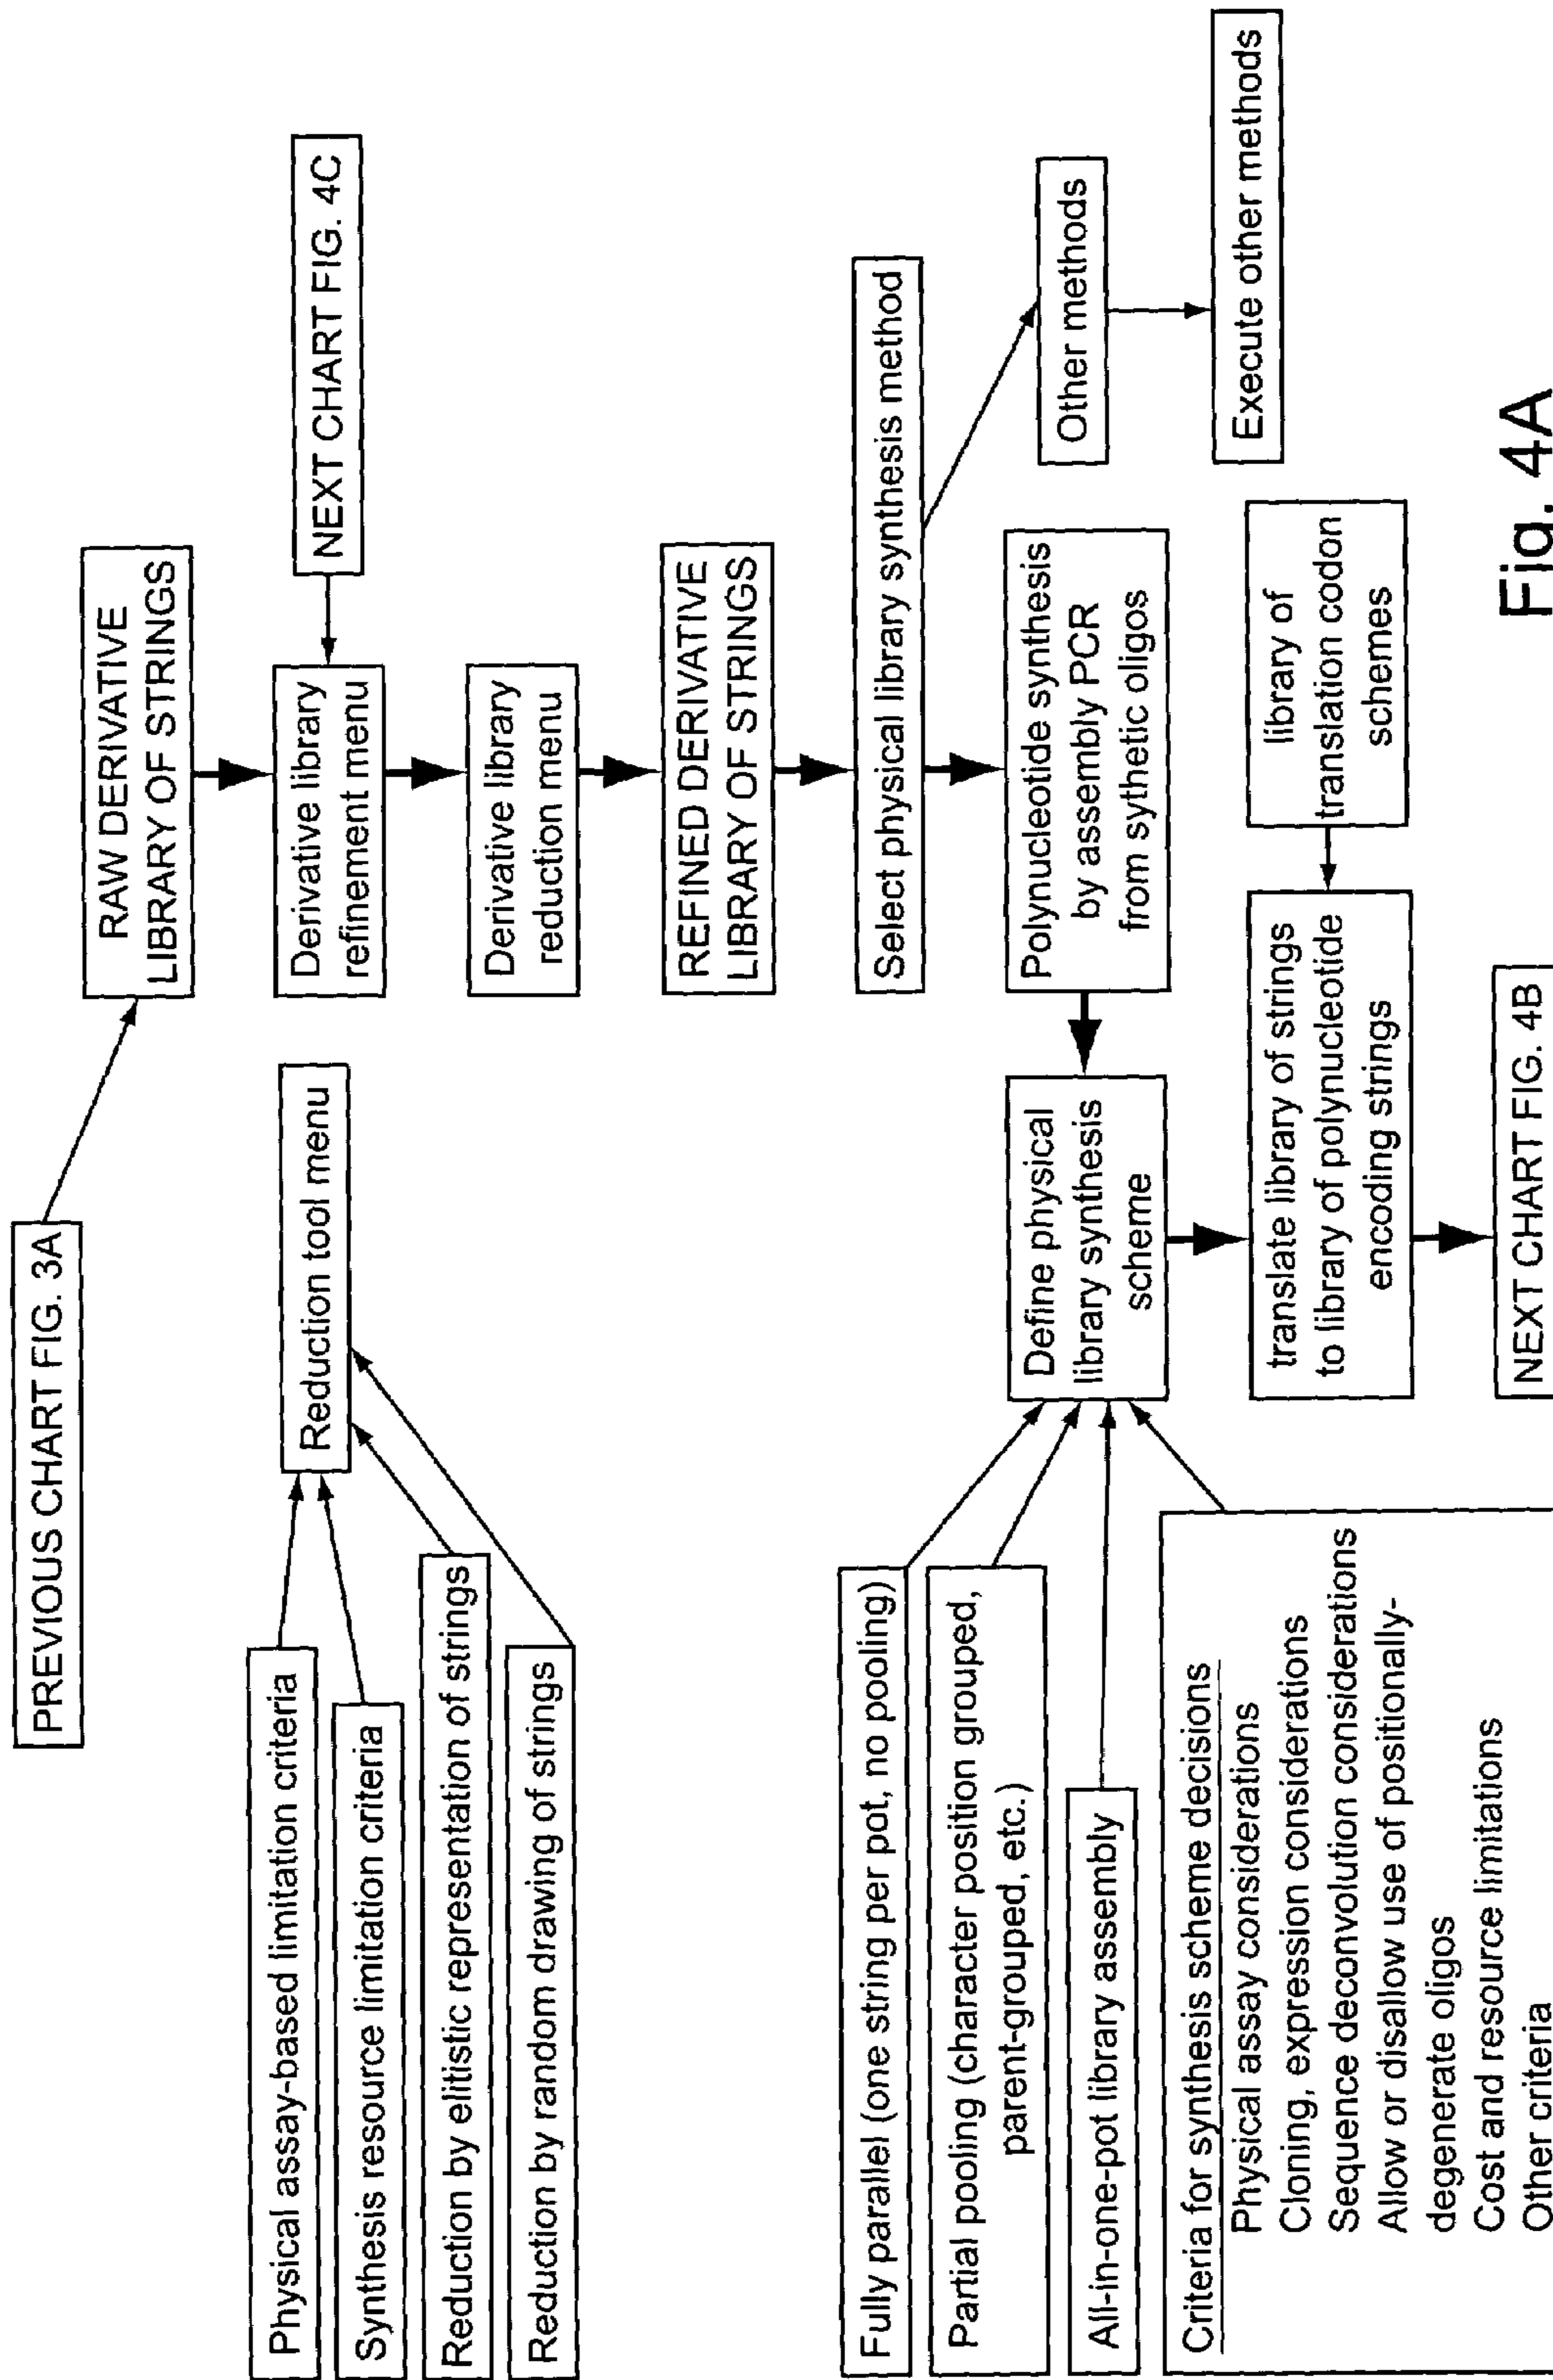 PREVIOUS CHART FIG. 3A
RAW DERIVATIVE
LIBRARY OF STRINGS
NEXT CHART FIG. 4C
Derivative library
refinement menu
Reduction tool menu
Physical assay-based limitation criteria
Synthesis resource limitation criteria
Reduction by elitistic representation of strings
Reduction by random drawing of strings
Derivative library
reduction menu
REFINED DERIVATIVE
LIBRARY OF STRINGS
Select physical library synthesis method
Other methods
Execute other methods
Polynucleotide synthesis
by assembly PCR
from sythetic oligos
Fully parallel (one string per pot, no pooling)
Partial pooling (character position grouped,
parent-grouped, etc.)
All-in-one-pot library assembly
Define physical
library synthesis
scheme
Criteria for synthesis scheme decisions
Physical assay considerations
Cloning, expression considerations
Sequence deconvolution considerations
Allow or disallow use of positionally-
degenerate oligos
Cost and resource limitations
Other criteria
translate library of strings
to library of polynucleotide
encoding strings
library of
translation codon
schemes
NEXT CHART FIG. 4B
Fig. 4A